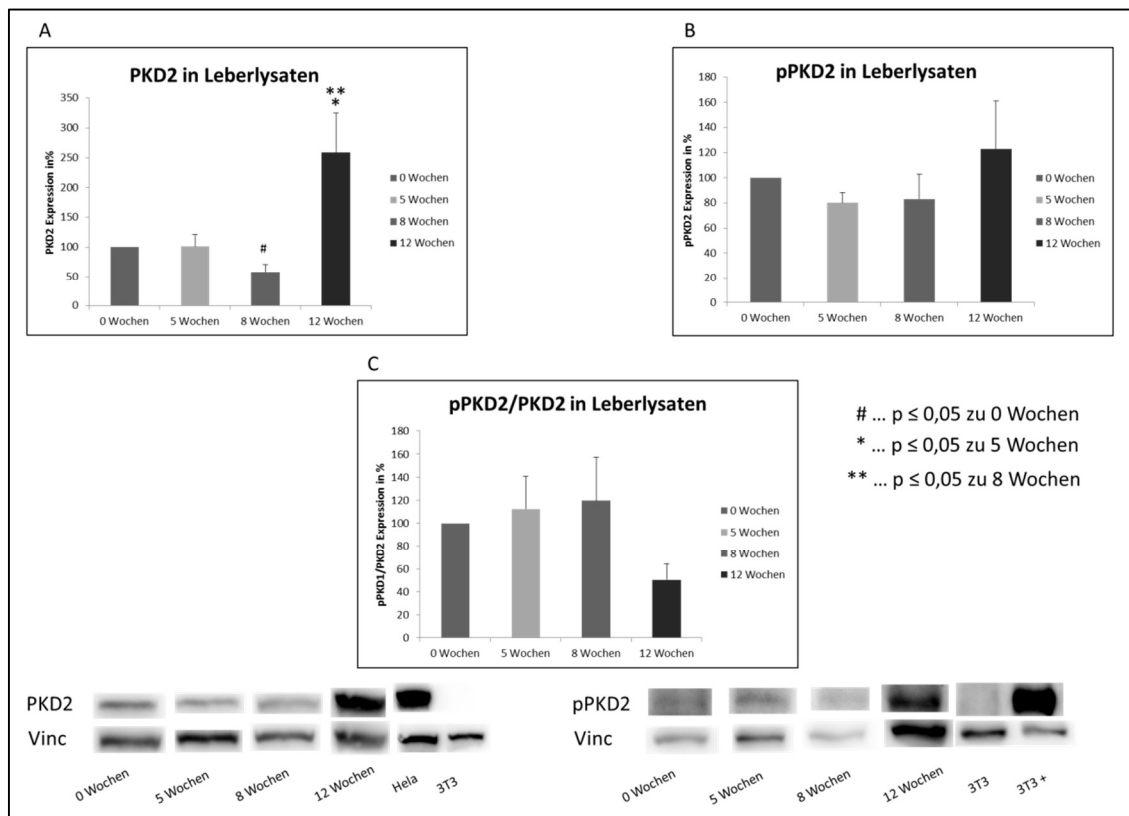 A
PKD2 in Leberlysaten
PKD2 Expression in%
350
300
250
200
150
100
50
0
#
**
*
0 Wochen
5 Wochen
8 Wochen
12 Wochen
0 Wochen
5 Wochen
8 Wochen
12 Wochen
B
pPKD2 in Leberlysaten
pPKD2 Expression in %
180
160
140
120
100
80
60
40
20
0
0 Wochen
5 Wochen
8 Wochen
12 Wochen
0 Wochen
5 Wochen
8 Wochen
12 Wochen
C
pPKD2/PKD2 in Leberlysaten
pPKD1/PKD2 Expression in %
180
160
140
120
100
80
60
40
20
0
0 Wochen
5 Wochen
8 Wochen
12 Wochen
0 Wochen
5 Wochen
8 Wochen
12 Wochen
# ... p ≤ 0,05 zu 0 Wochen
* ... p ≤ 0,05 zu 5 Wochen
** ... p ≤ 0,05 zu 8 Wochen
PKD2
Vinc
0 Wochen
5 Wochen
8 Wochen
12 Wochen
Hela
3T3
pPKD2
Vinc
0 Wochen
5 Wochen
8 Wochen
12 Wochen
3T3
3T3 +